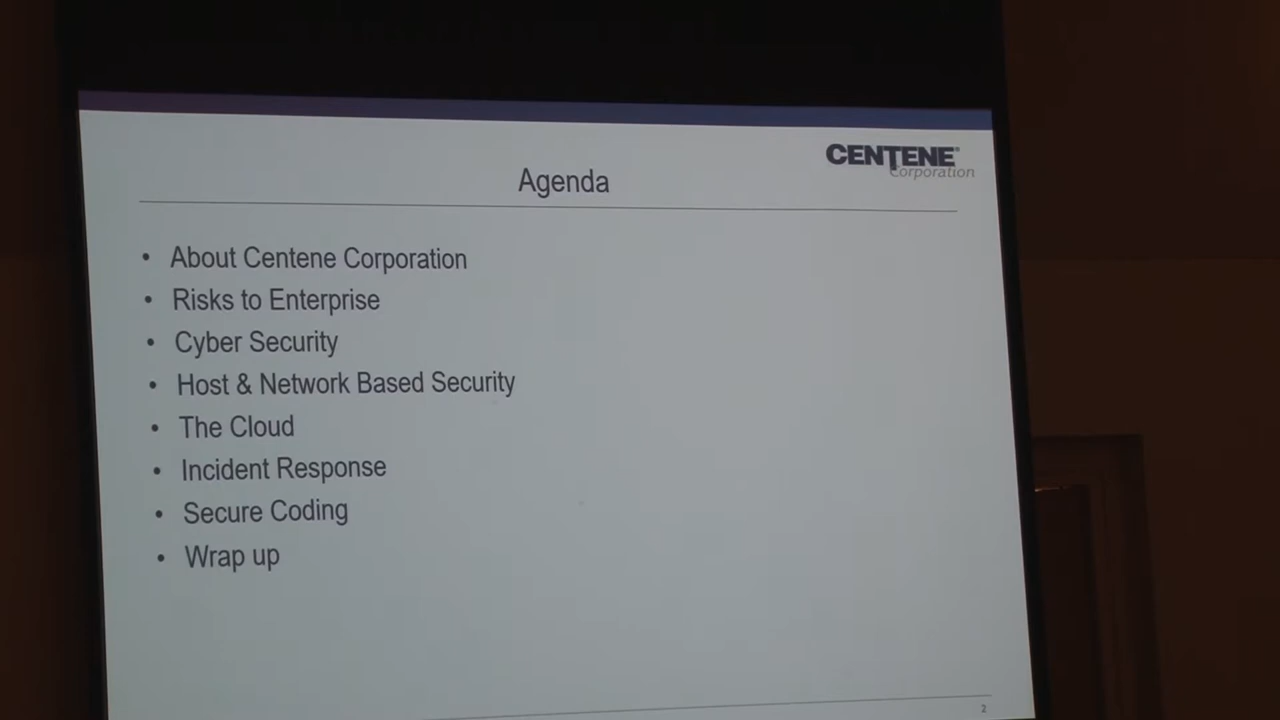 CENTENE®
Corporation
Agenda
• About Centene Corporation
• Risks to Enterprise
• Cyber Security
• Host & Network Based Security
• The Cloud
• Incident Response
• Secure Coding
• Wrap up
2